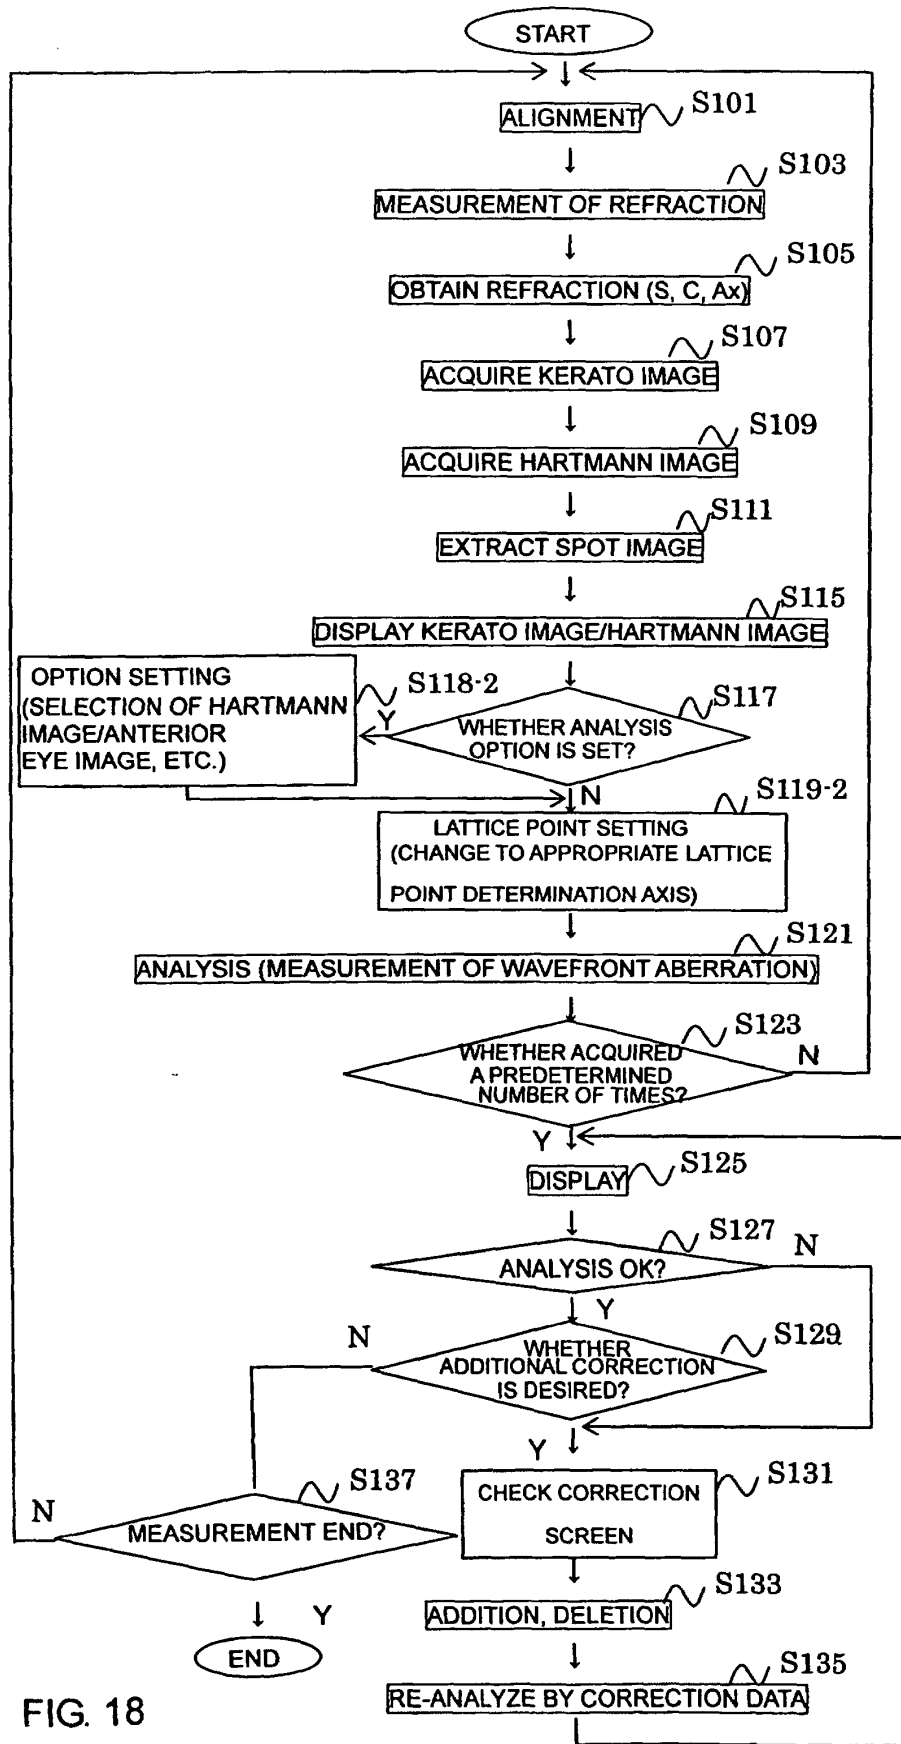 START
ALIGNMENT
S101
S103
MEASUREMENT OF REFRACTION
S105
OBTAIN REFRACTION (S, C, Ax)
S107
ACQUIRE KERATO IMAGE
S109
ACQUIRE HARTMANN IMAGE
S111
EXTRACT SPOT IMAGE
S115
DISPLAY KERATO IMAGE/HARTMANN IMAGE
OPTION SETTING
(SELECTION OF HARTMANN
IMAGE/ANTERIOR
EYE IMAGE, ETC.)
S118-2
Y
S117
WHETHER ANALYSIS
OPTION IS SET?
N
S119-2
LATTICE POINT SETTING
(CHANGE TO APPROPRIATE LATTICE
POINT DETERMINATION AXIS)
S121
ANALYSIS (MEASUREMENT OF WAVEFRONT ABERRATION)
S123
WHETHER ACQUIRED
A PREDETERMINED
NUMBER OF TIMES?
N
Y
DISPLAY
S125
S127
ANALYSIS OK?
N
Y
N
S129
WHETHER
ADDITIONAL CORRECTION
IS DESIRED?
Y
S131
CHECK CORRECTION
SCREEN
S137
MEASUREMENT END?
N
Y
END
S133
ADDITION, DELETION
S135
RE-ANALYZE BY CORRECTION DATA
FIG. 18